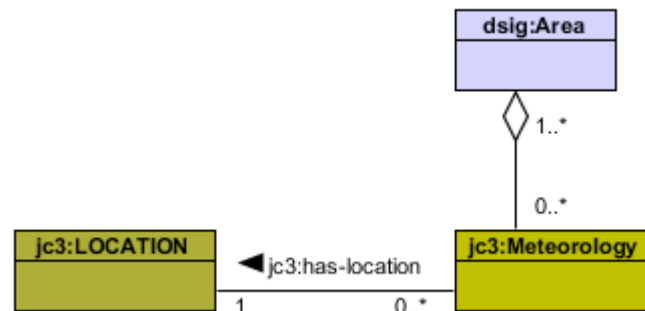 dsig:Area
1..*
0..*
jc3:LOCATION
jc3:has-location
jc3:Meteorology
1
0..*